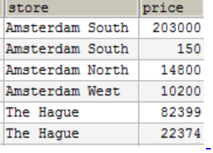 store price
Amsterdam South 203000
Amsterdam South 150
Amsterdam North 14800
Amsterdam West 10200
The Hague 82399
The Hague 22374